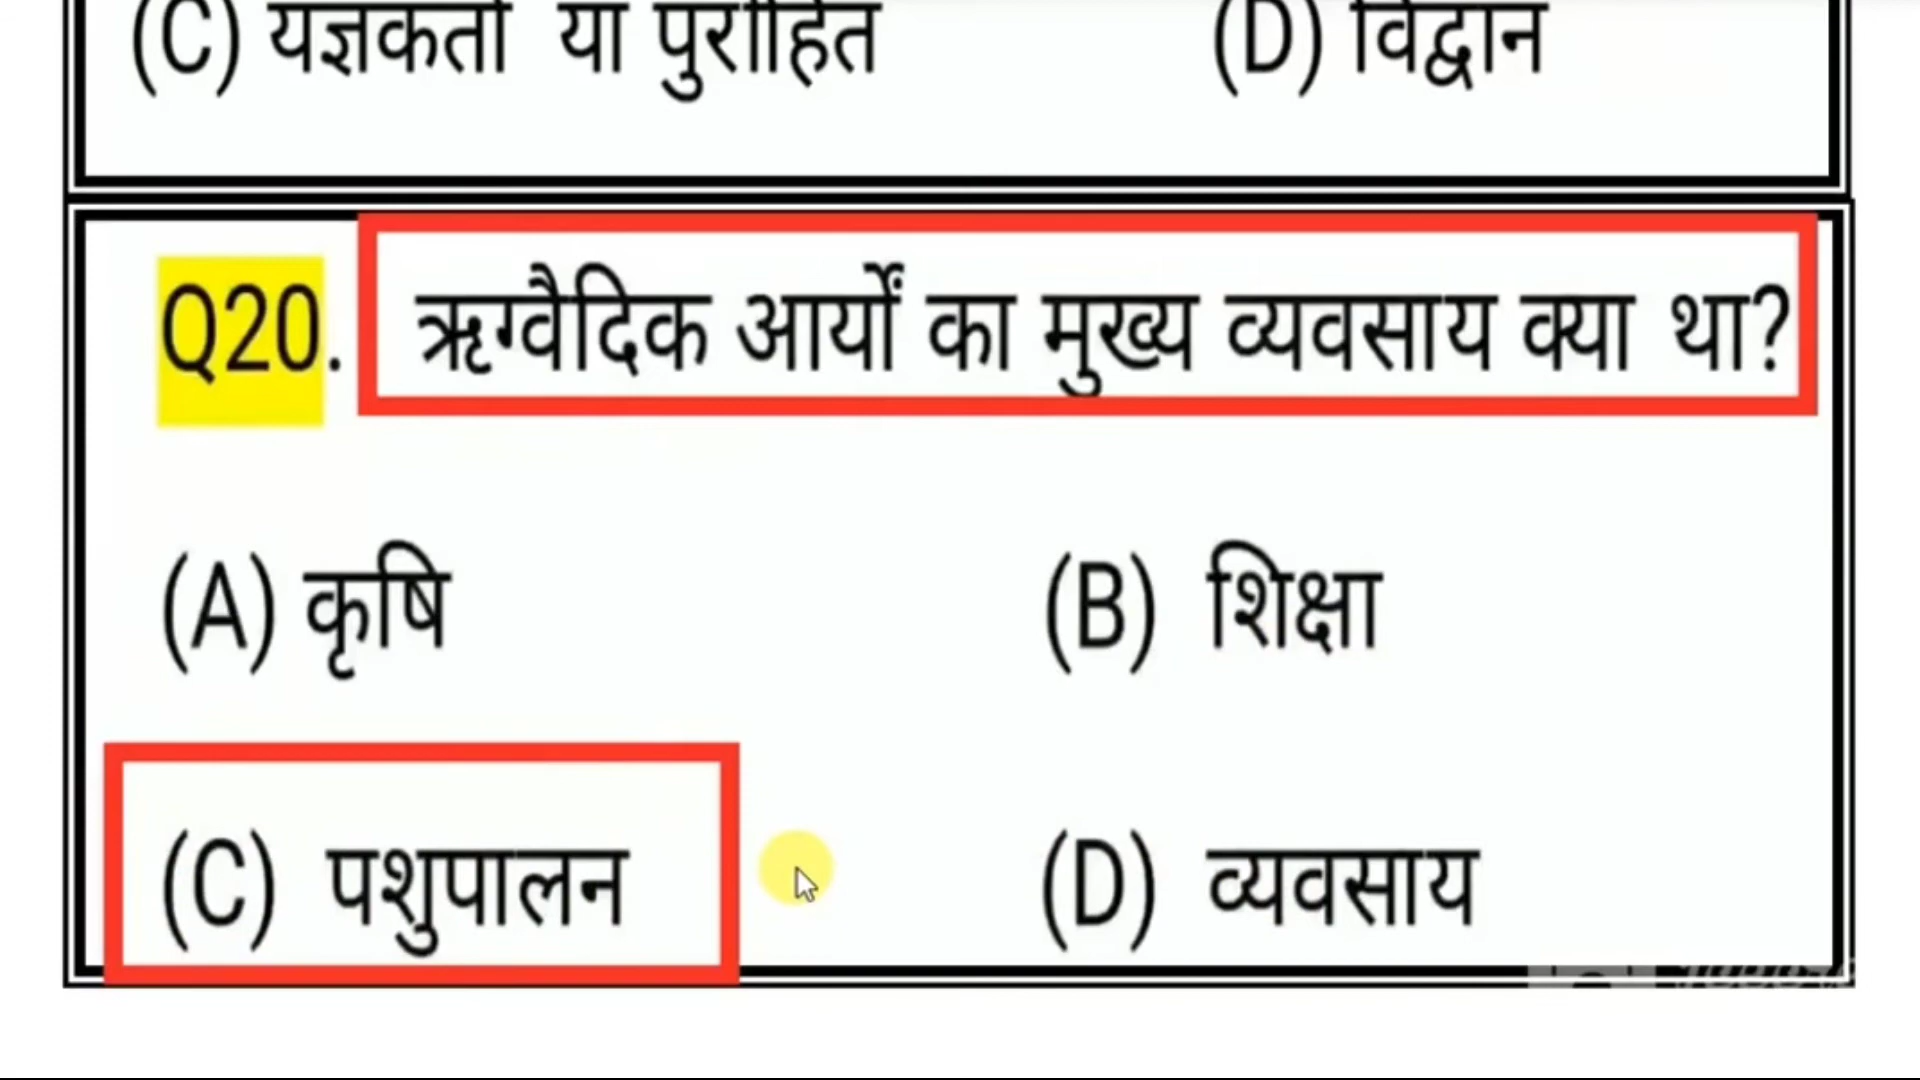 (C) यज्ञकर्ता या पुरोहित (D) विद्वान
Q20. ऋग्वैदिक आर्यों का मुख्य व्यवसाय क्या था?
(A) कृषि (B) शिक्षा
(C) पशुपालन (D) व्यवसाय